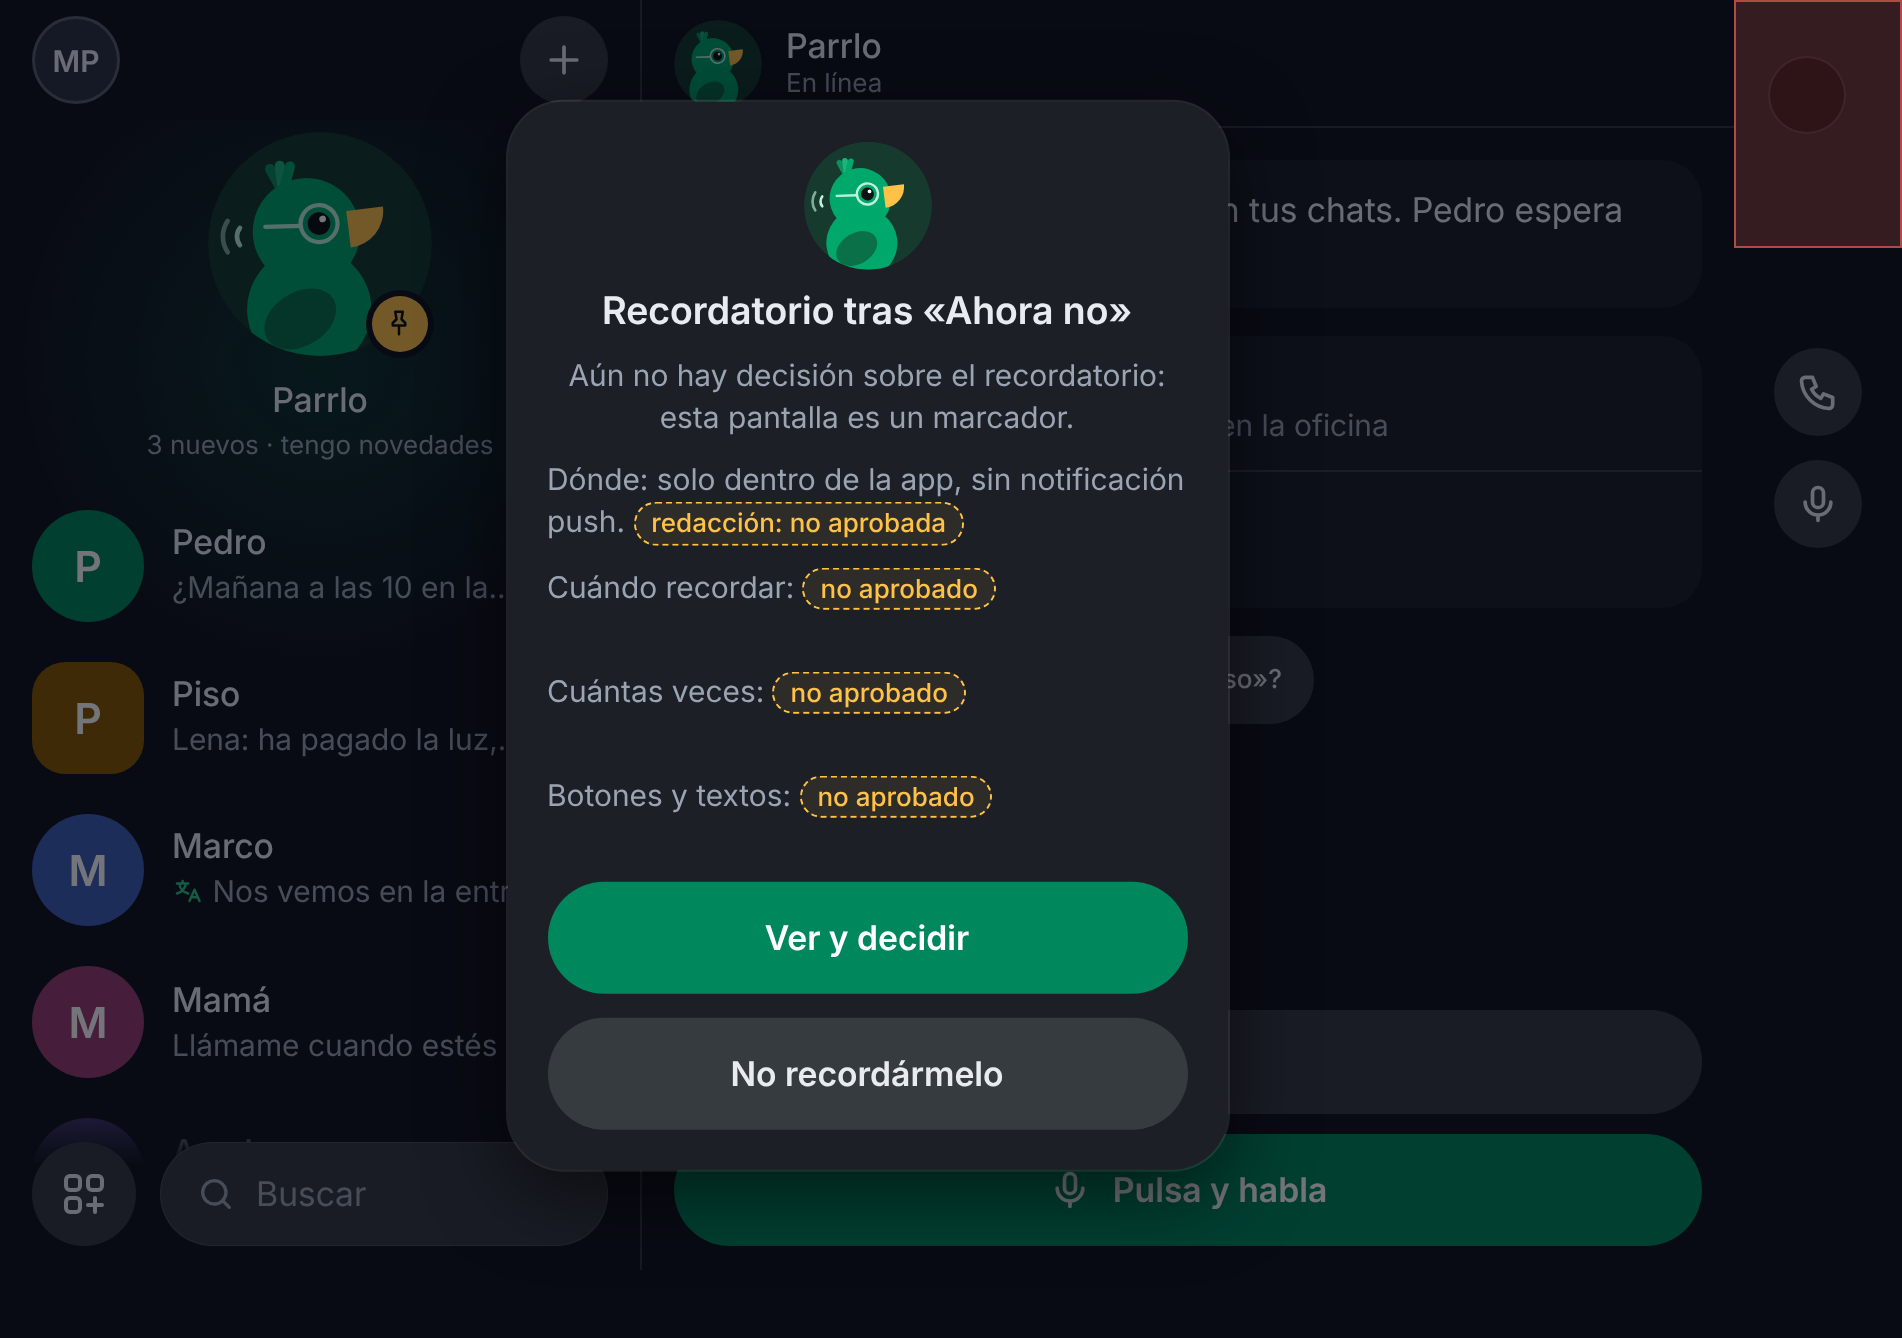 MP
Parrlo
En línea
Parrlo
3 nuevos · tengo novedades
P
Pedro
¿Mañana a las 10 en la...
P
Piso
Lena: ha pagado la luz,.
M
Marco
Nos vemos en la entr
M
Mamá
Llámame cuando estés
Buscar
tus chats. Pedro espera
en la oficina
so»?
Recordatorio tras «Ahora no»
Aún no hay decisión sobre el recordatorio:
esta pantalla es un marcador.
Dónde: solo dentro de la app, sin notificación
push. redacción: no aprobada
Cuándo recordar: no aprobado
Cuántas veces: no aprobado
Botones y textos: no aprobado
Ver y decidir
No recordármelo
Pulsa y habla